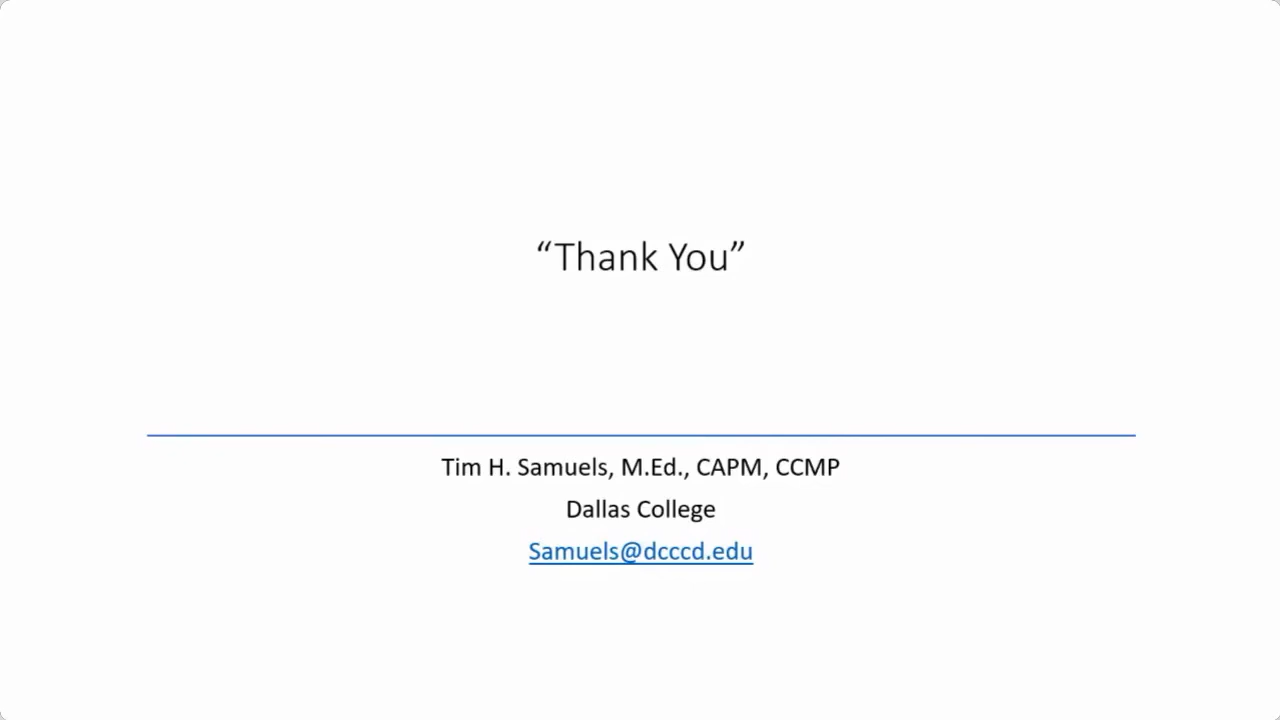 “Thank You”
Tim H. Samuels, M.Ed., CAPM, CCMP
Dallas College
Samuels@dcccd.edu